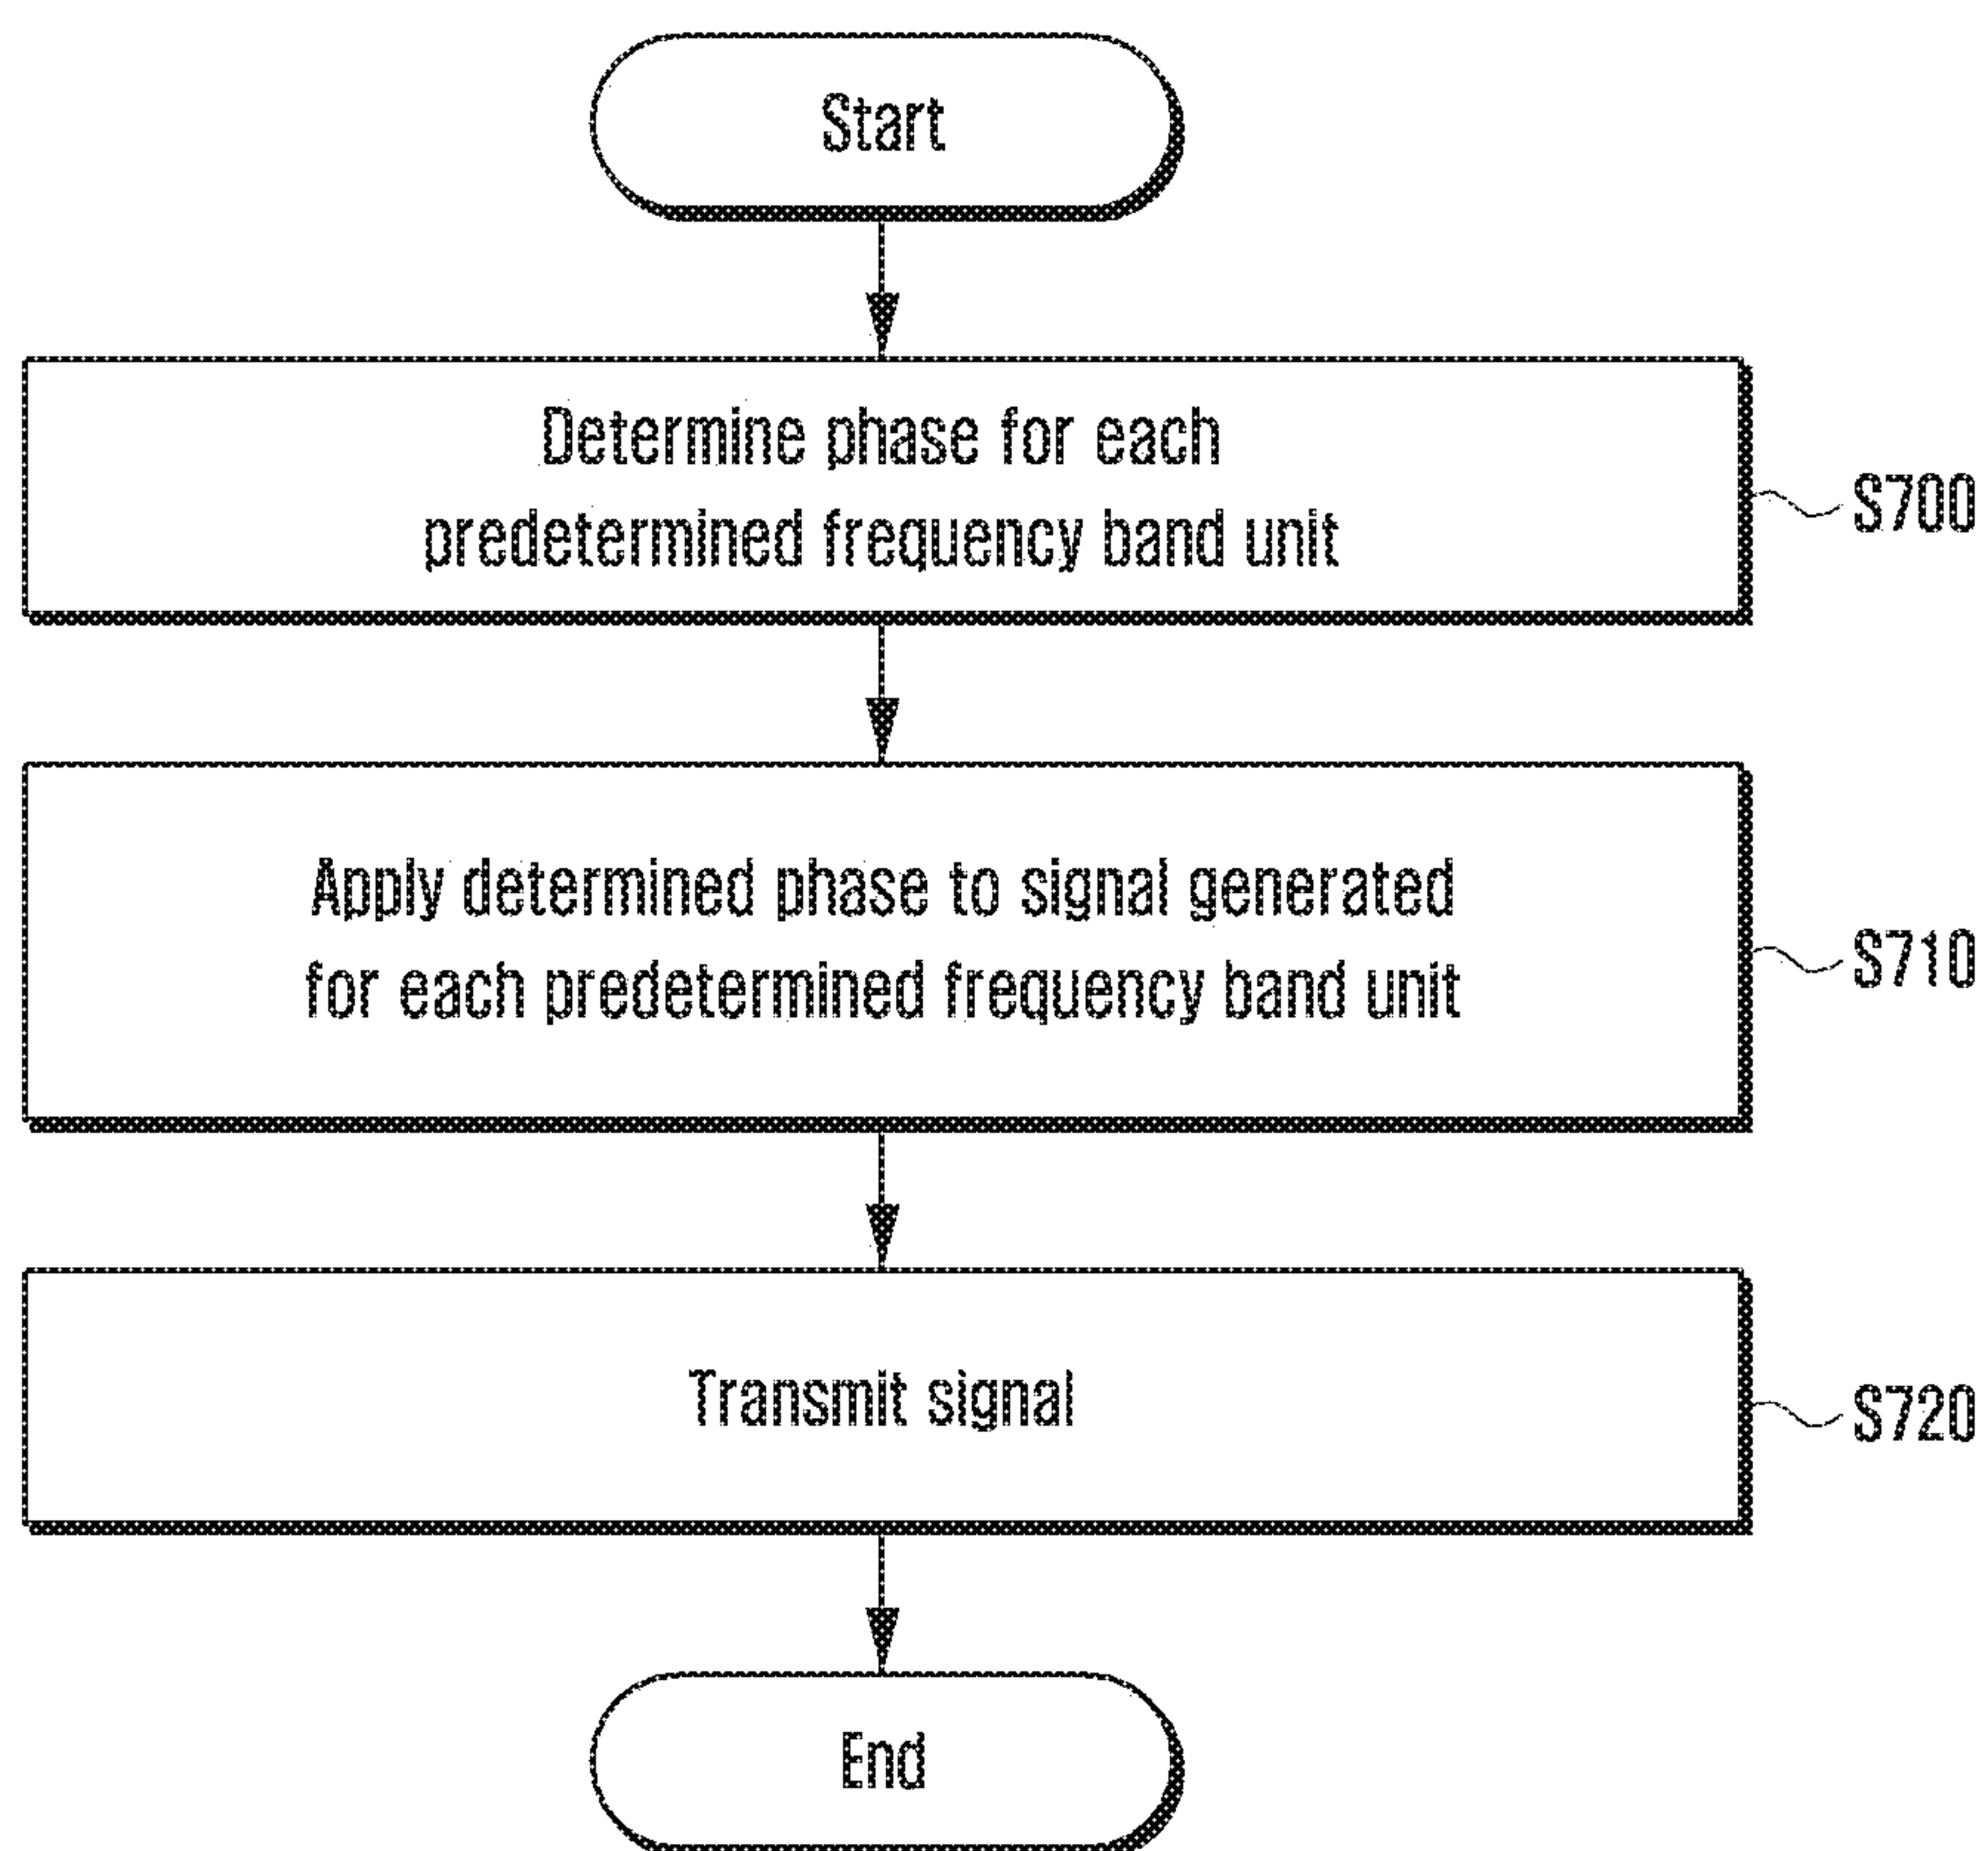 Start
Determine phase for each
predetermined frequency band unit
S700
Apply determined phase to signal generated
for each predetermined frequency band unit
S710
Transmit signal
S720
End